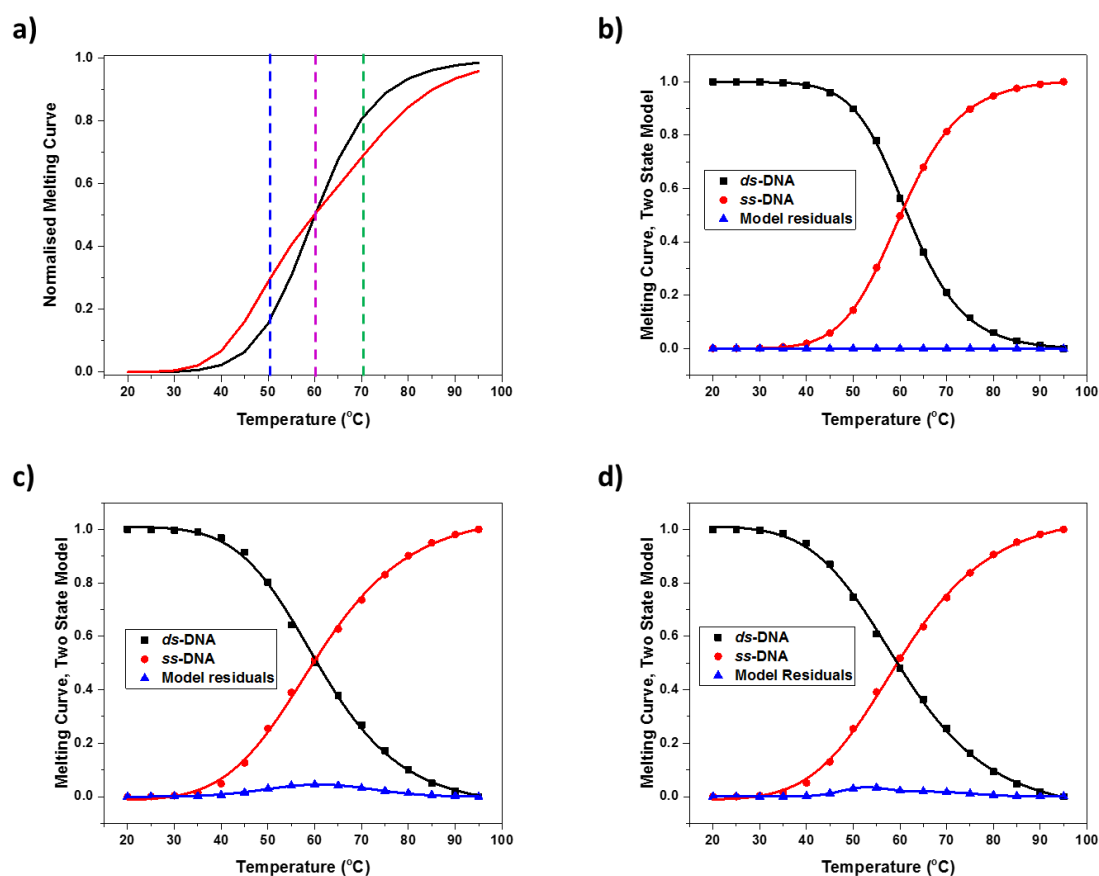 a)
Normalised Melting Curve
1.0
0.8
0.6
0.4
0.2
0.0
20 30 40 50 60 70 80 90 100
Temperature (°C)
b)
Melting Curve, Two State Model
1.0
0.8
0.6
0.4
0.2
0.0
ds-DNA
ss-DNA
Model residuals
20 30 40 50 60 70 80 90 100
Temperature (°C)
c)
Melting Curve, Two State Model
1.0
0.8
0.6
0.4
0.2
0.0
ds-DNA
ss-DNA
Model residuals
20 30 40 50 60 70 80 90 100
Temperature (°C)
d)
Melting Curve, Two State Model
1.0
0.8
0.6
0.4
0.2
0.0
ds-DNA
ss-DNA
Model Residuals
20 30 40 50 60 70 80 90 100
Temperature (°C)